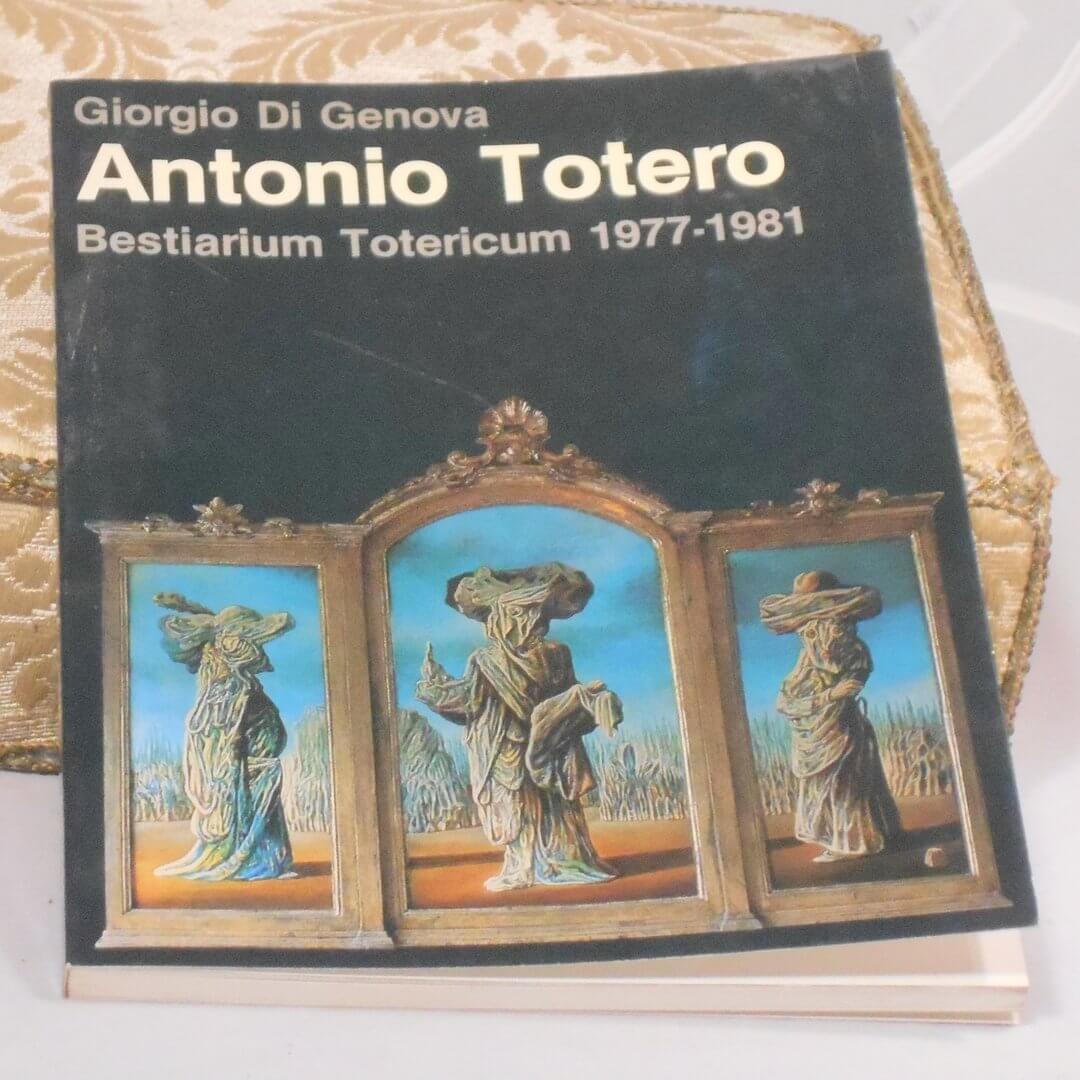 Giorgio Di Genova
Antonio Totero
Bestiarium Totericum 1977-1981